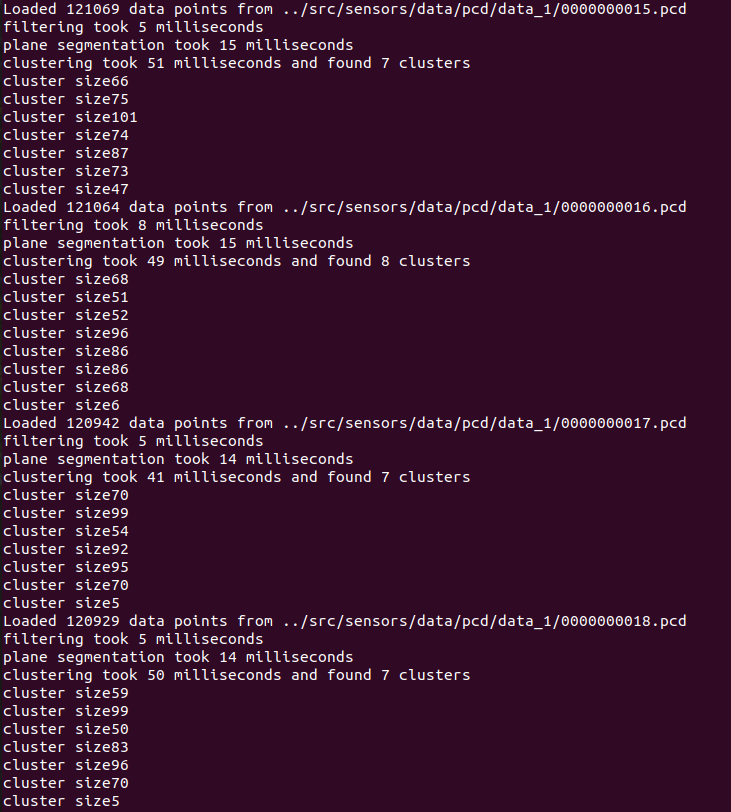 Loaded 121069 data points from ../src/sensors/data/pcd/data_1/0000000015.pcd
filtering took 5 milliseconds
plane segmentation took 15 milliseconds
clustering took 51 milliseconds and found 7 clusters
cluster size66
cluster size75
cluster size101
cluster size74
cluster size87
cluster size73
cluster size47
Loaded 121064 data points from ../src/sensors/data/pcd/data_1/0000000016.pcd
filtering took 8 milliseconds
plane segmentation took 15 milliseconds
clustering took 49 milliseconds and found 8 clusters
cluster size68
cluster size51
cluster size52
cluster size96
cluster size86
cluster size86
cluster size68
cluster size6
Loaded 120942 data points from ../src/sensors/data/pcd/data_1/0000000017.pcd
filtering took 5 milliseconds
plane segmentation took 14 milliseconds
clustering took 41 milliseconds and found 7 clusters
cluster size70
cluster size99
cluster size54
cluster size92
cluster size95
cluster size70
cluster size5
Loaded 120929 data points from ../src/sensors/data/pcd/data_1/0000000018.pcd
filtering took 5 milliseconds
plane segmentation took 14 milliseconds
clustering took 50 milliseconds and found 7 clusters
cluster size59
cluster size99
cluster size50
cluster size83
cluster size96
cluster size70
cluster size5